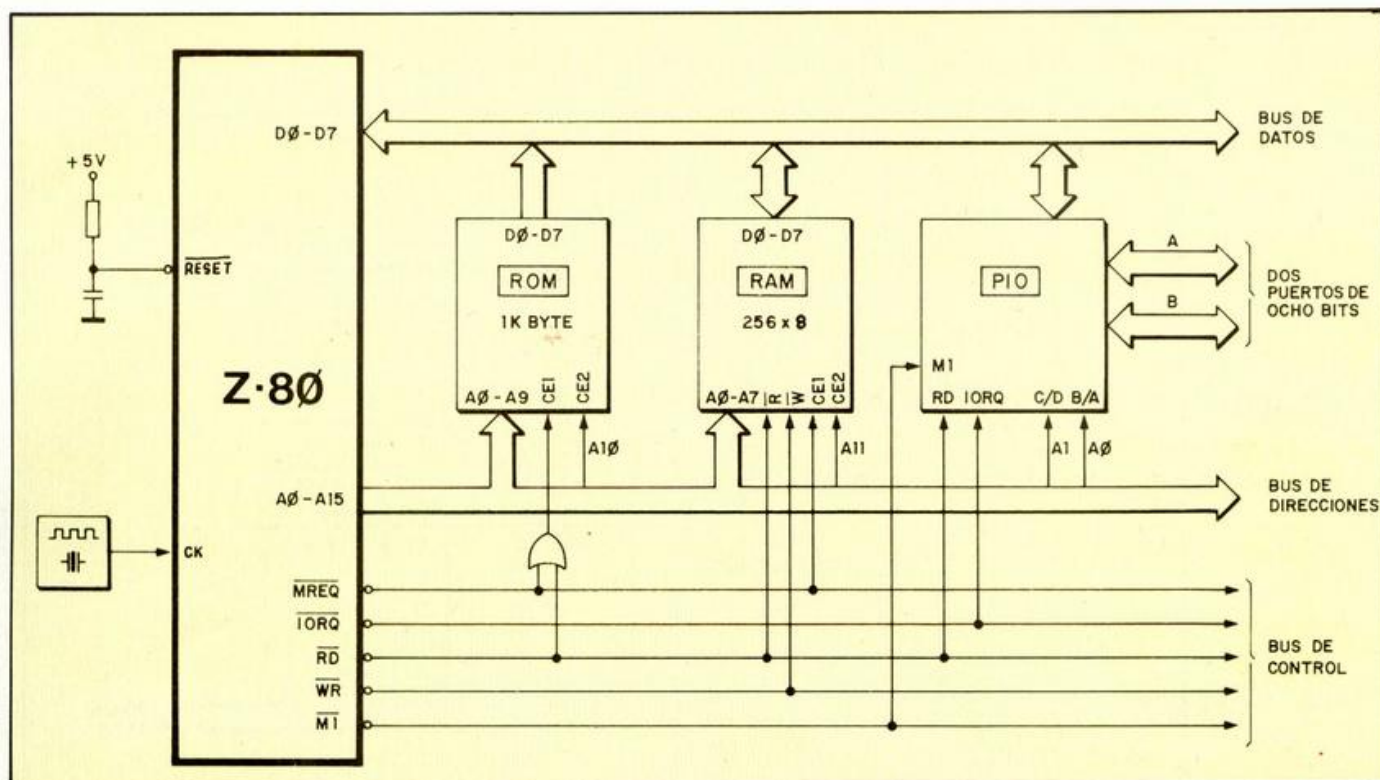 +5V
RESET
Z·80
CK
DØ-D7
AØ-A15
MREQ
IORQ
RD
WR
M1
DØ-D7
ROM
1K BYTE
AØ-A9
CE1
CE2
A1Ø
DØ-D7
RAM
256 x 8
AØ-A7
R
W
CE1
CE2
A11
PIO
M1
RD
IORQ
C/D
B/A
A1
AØ
A
B
BUS DE
DATOS
DOS
PUERTOS DE
OCHO BITS
BUS DE
DIRECCIONES
BUS DE
CONTROL